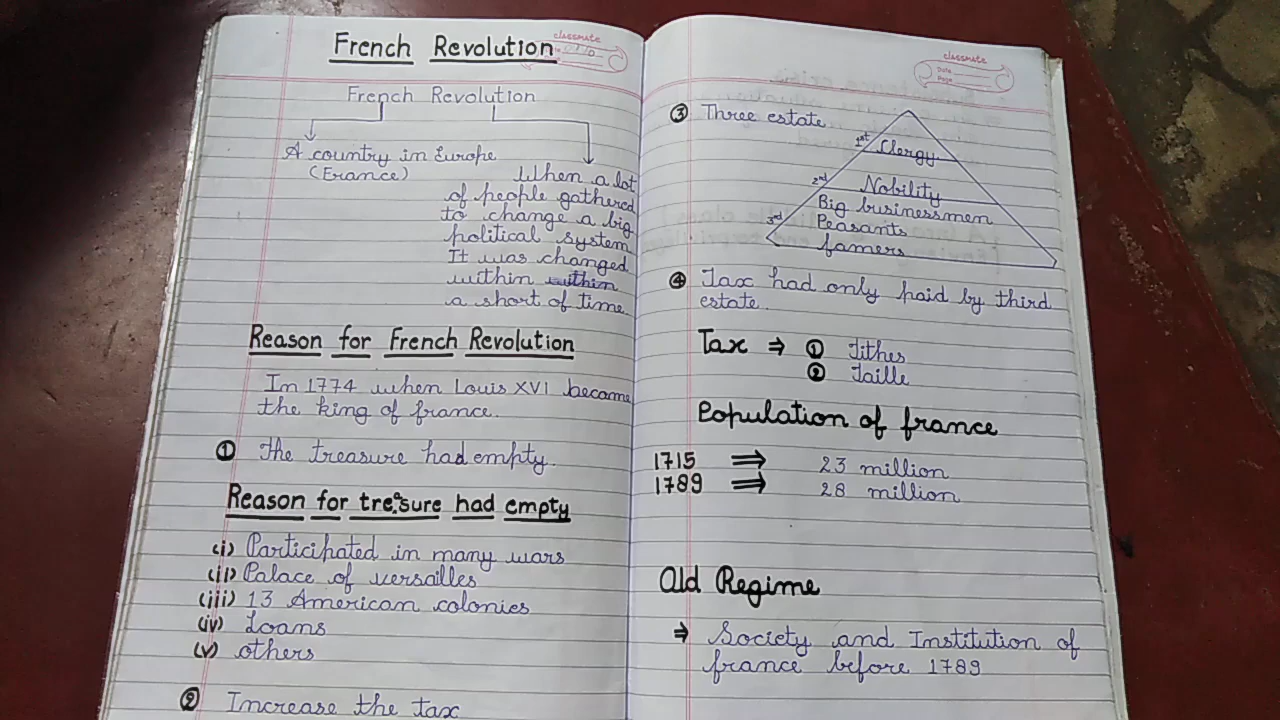 classmate
French Revolution
French Revolution
A country in Europe
(France)
When a lot
of people gathered
to change a big
political system
It was changed
within within
a short of time
Reason for French Revolution
In 1774 when Louis XVI became
the king of france.
① The treasure had empty.
Reason for treasure had empty
(i) Participated in many wars
(ii) Palace of versailles
(iii) 13 American colonies
(iv) Loans
(v) others
② Increase the tax
classmate
Date
Page
③ Three estate
1st Clergy
2nd Nobility
Big businessmen
3rd Peasants
famers
④ Tax had only paid by third
estate.
Tax ⇒ ① Tithes
② Taille
Population of france
1715 ⇒ 23 million
1789 ⇒ 28 million
Old Regime
⇒ Society and Institution of
france before 1789